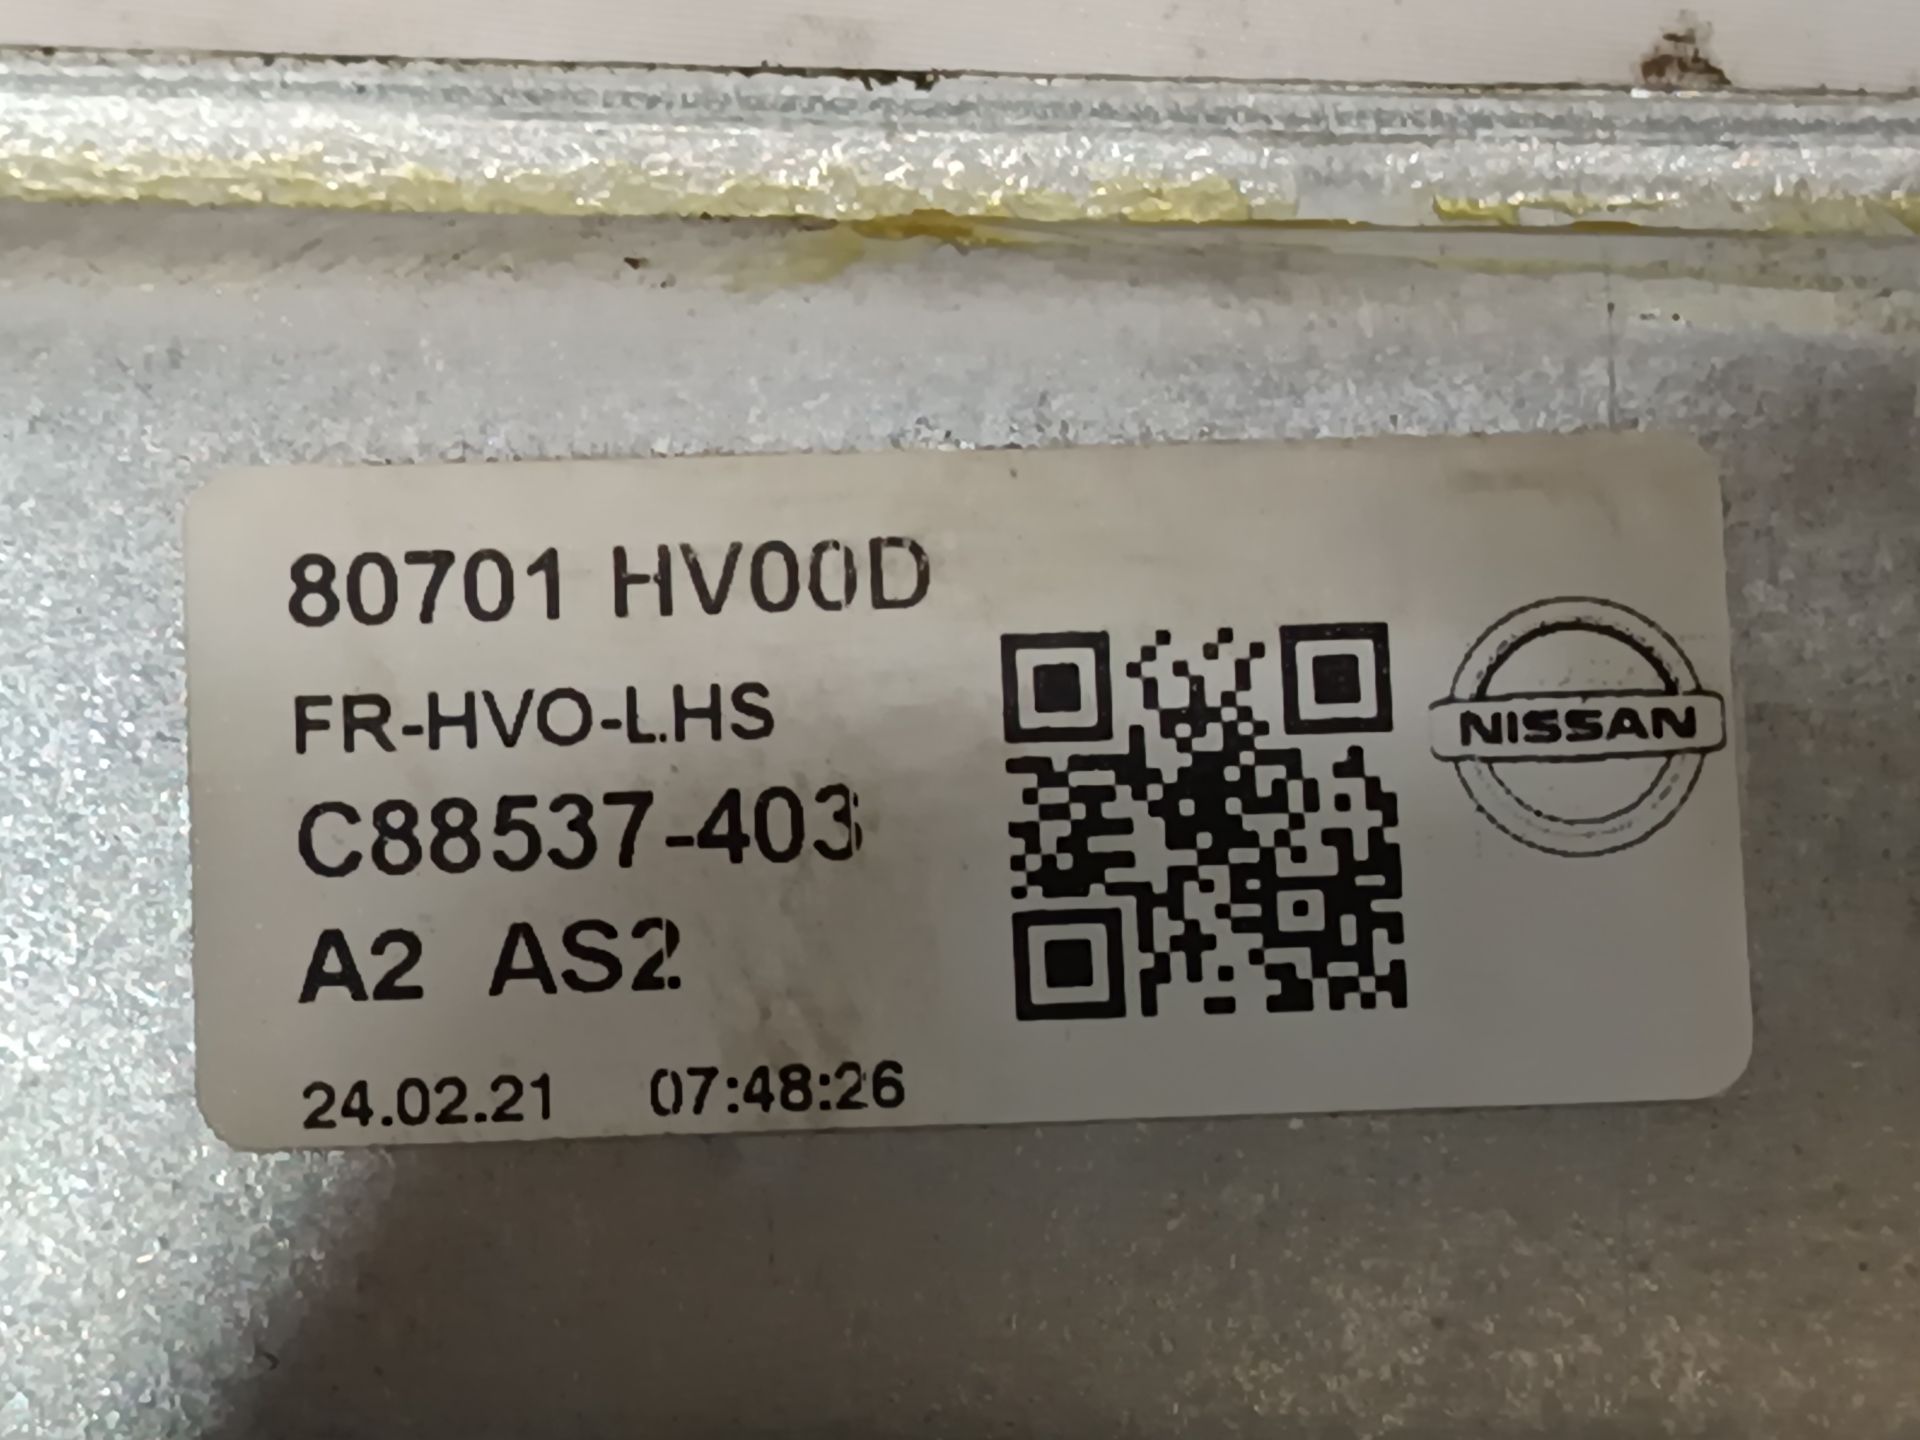 80701 HV00D
FR-HVO-LHS
C88537-403
A2 AS2
24.02.21 07:48:26
NISSAN